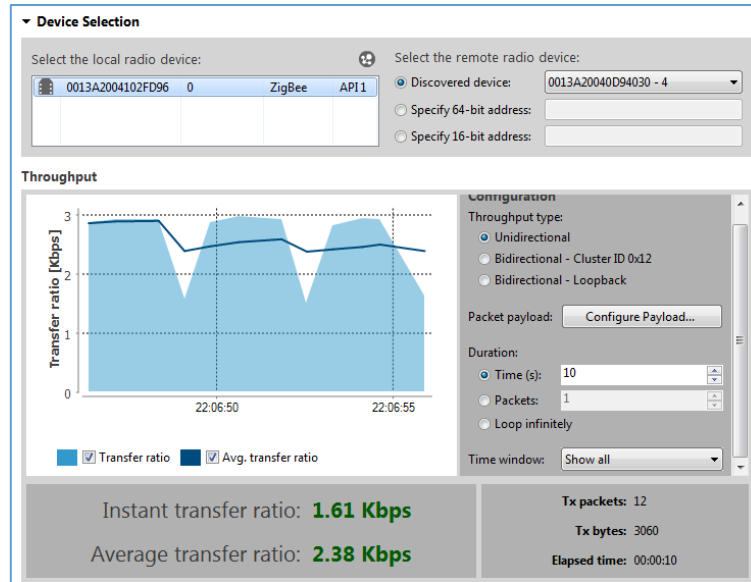 Device Selection
Select the local radio device:
0013A2004102FD96 0 ZigBee API 1
Select the remote radio device:
Discovered device: 0013A20040D94030 - 4
Specify 64-bit address:
Specify 16-bit address:
Throughput
Transfer ratio [Kbps]
3
2
1
0
22:06:50 22:06:55
Transfer ratio Avg. transfer ratio
Configuration
Throughput type:
Unidirectional
Bidirectional - Cluster ID 0x12
Bidirectional - Loopback
Packet payload: Configure Payload...
Duration:
Time (s): 10
Packets: 1
Loop infinitely
Time window: Show all
Instant transfer ratio: 1.61 Kbps
Average transfer ratio: 2.38 Kbps
Tx packets: 12
Tx bytes: 3060
Elapsed time: 00:00:10